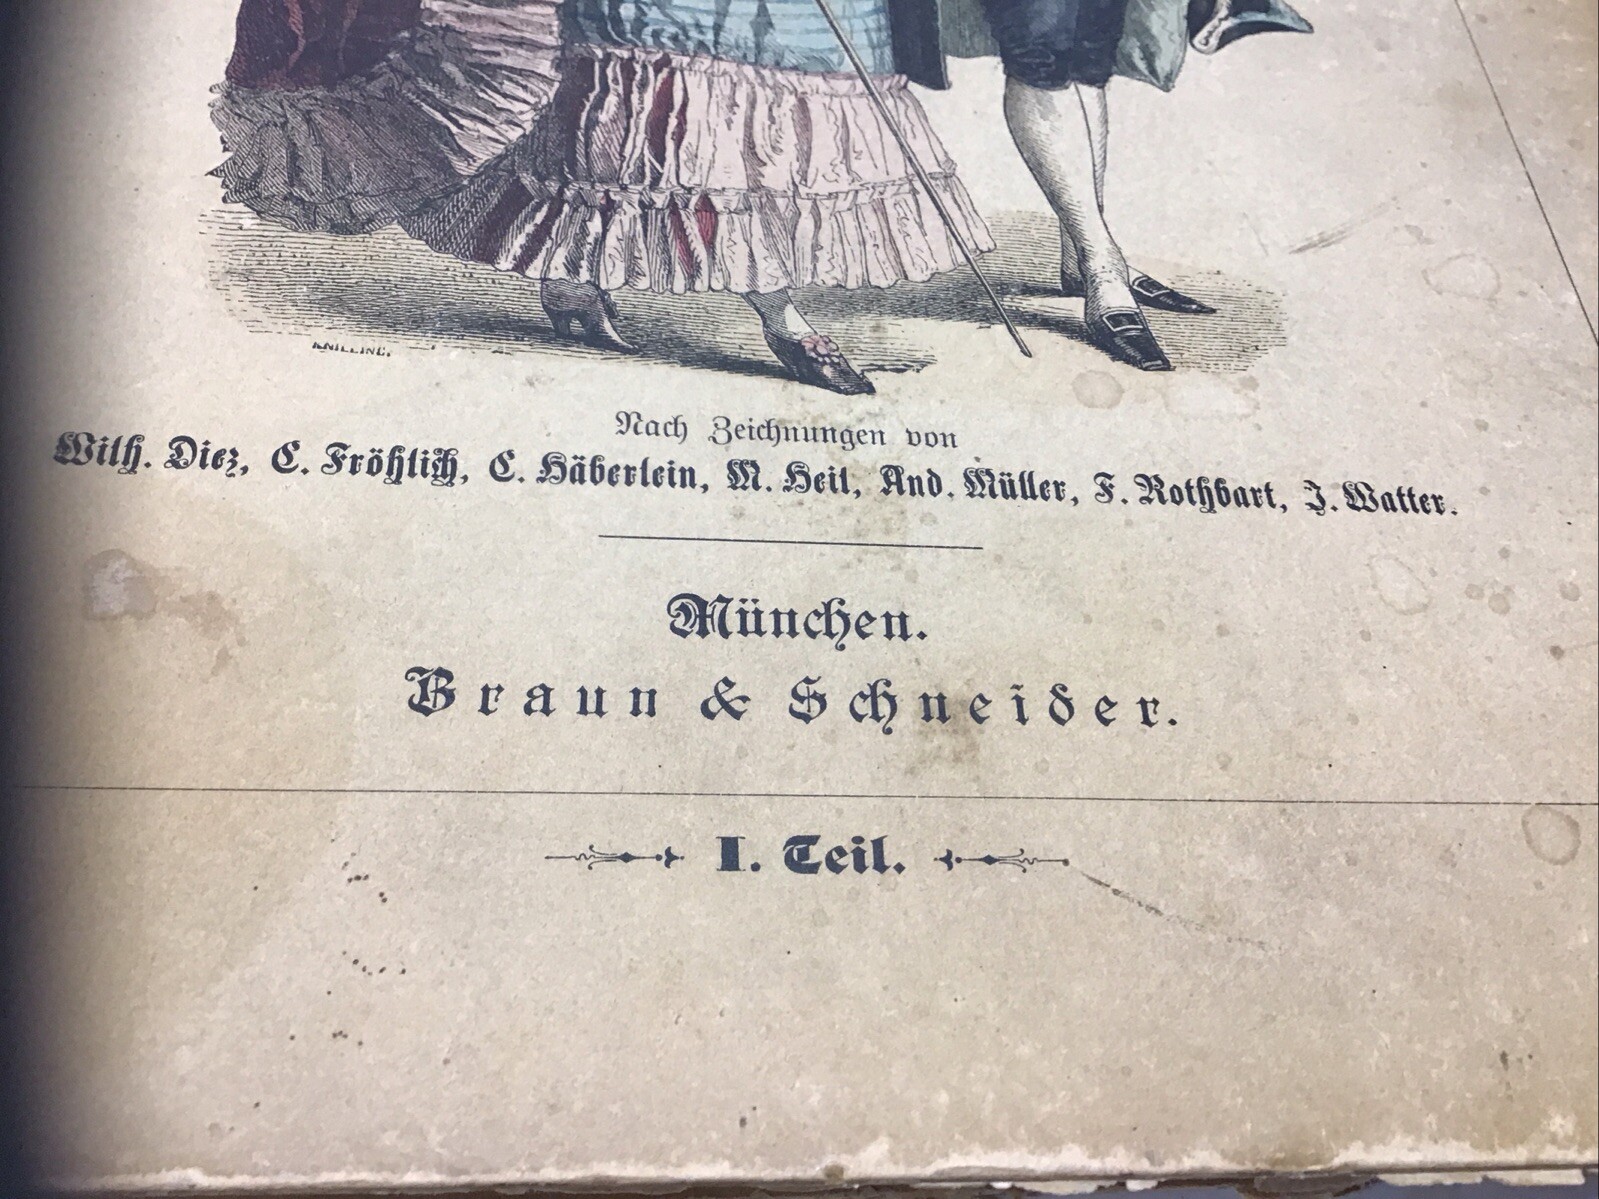 KNILLING.
Nach Zeichnungen von
Wilh. Diez, C. Fröhlich, C. Häberlein, M. Heil, And. Müller, F. Rothbart, J. Watter.
München.
Braun & Schneider.
I. Teil.